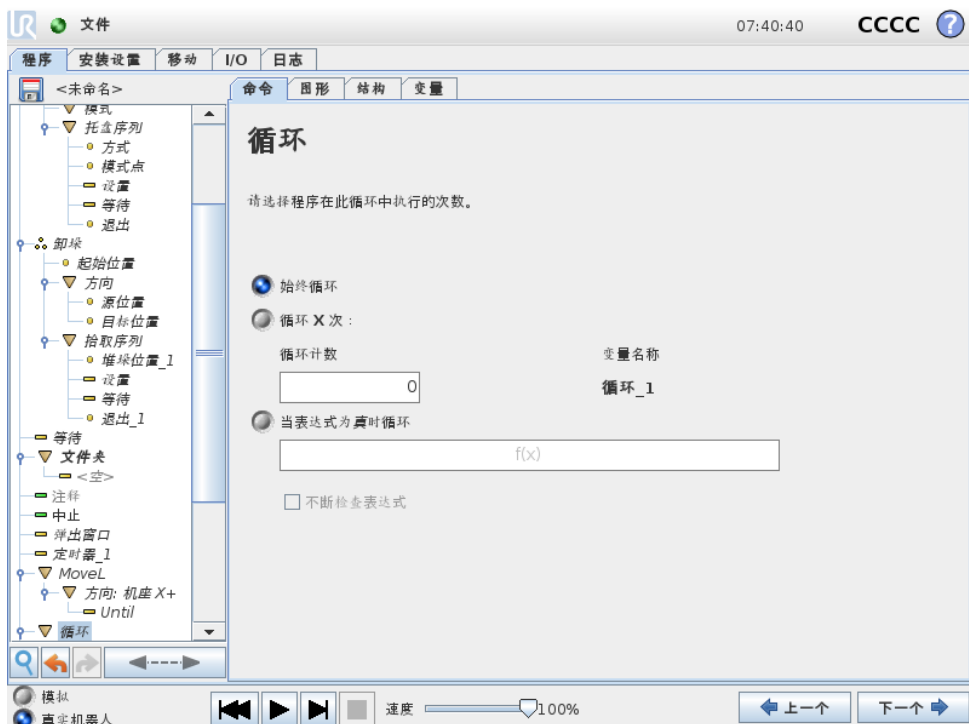 UR 文件 07:40:40 CCCC ?
程序 安装设置 移动 I/O 日志
<未命名>
命令 图形 结构 变量
模式
托盘序列
方式
模式点
设置
等待
退出
卸垛
起始位置
方向
源位置
目标位置
拾取序列
堆垛位置_1
设置
等待
退出_1
等待
文件夹
<空>
注释
中止
弹出窗口
定时器_1
MoveL
方向: 机座 X+
Until
循环
循环
请选择程序在此循环中执行的次数。
始终循环
循环 X 次：
循环计数 变量名称
0 循环_1
当表达式为真时循环
f(x)
不断检查表达式
模拟
真实机器人
速度 100%
上一个 下一个